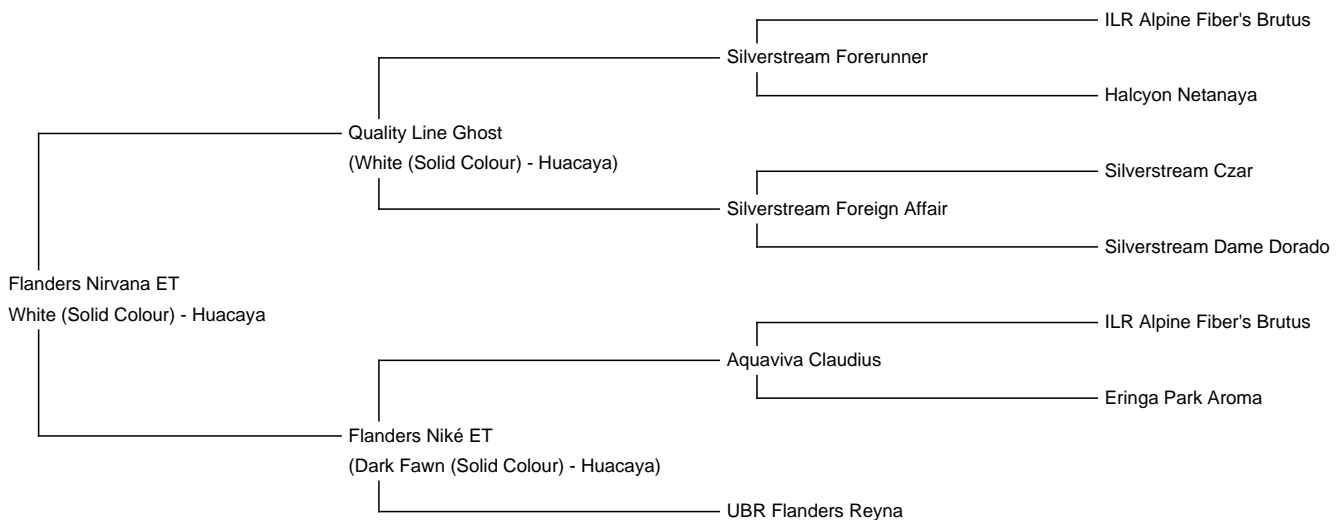 ILR Alpine Fiber's Brutus
Silverstream Forerunner
Halcyon Netanaya
Quality Line Ghost
(White (Solid Colour) - Huacaya)
Silverstream Czar
Silverstream Foreign Affair
Silverstream Dame Dorado
Flanders Nirvana ET
White (Solid Colour) - Huacaya
ILR Alpine Fiber's Brutus
Aquaviva Claudius
Eringa Park Aroma
Flanders Niké ET
(Dark Fawn (Solid Colour) - Huacaya)
UBR Flanders Reyna